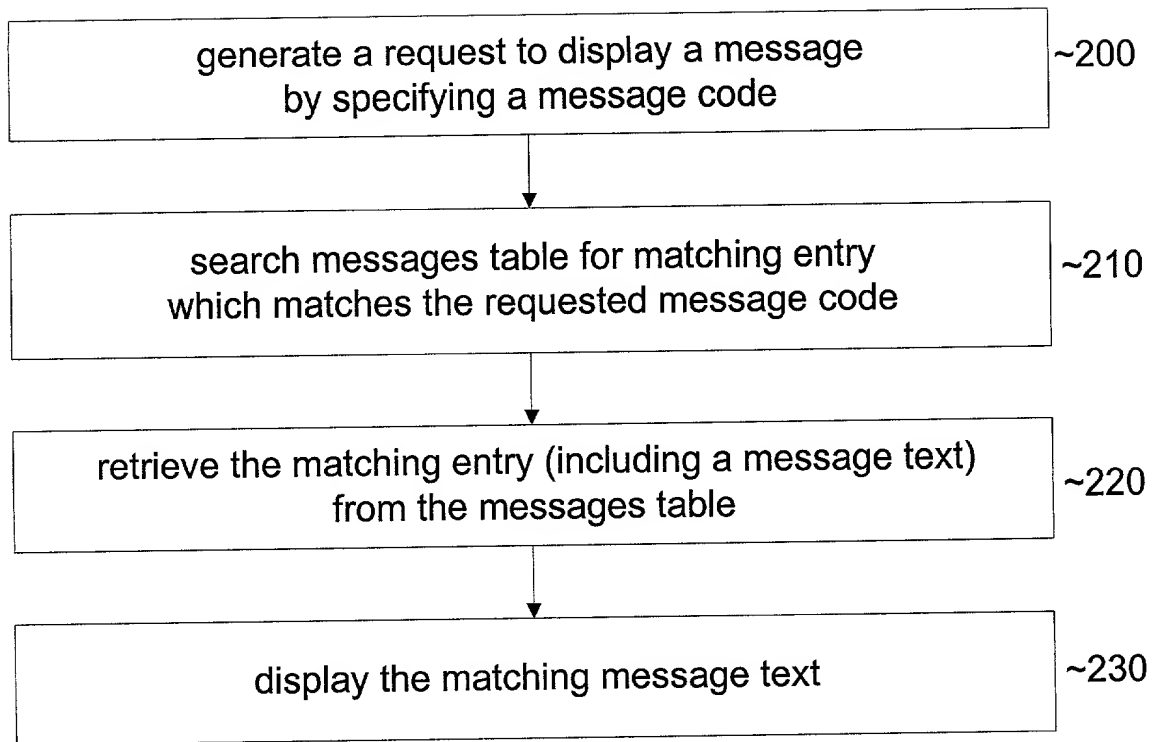 generate a request to display a message
by specifying a message code
~200
search messages table for matching entry
which matches the requested message code
~210
retrieve the matching entry (including a message text)
from the messages table
~220
display the matching message text
~230